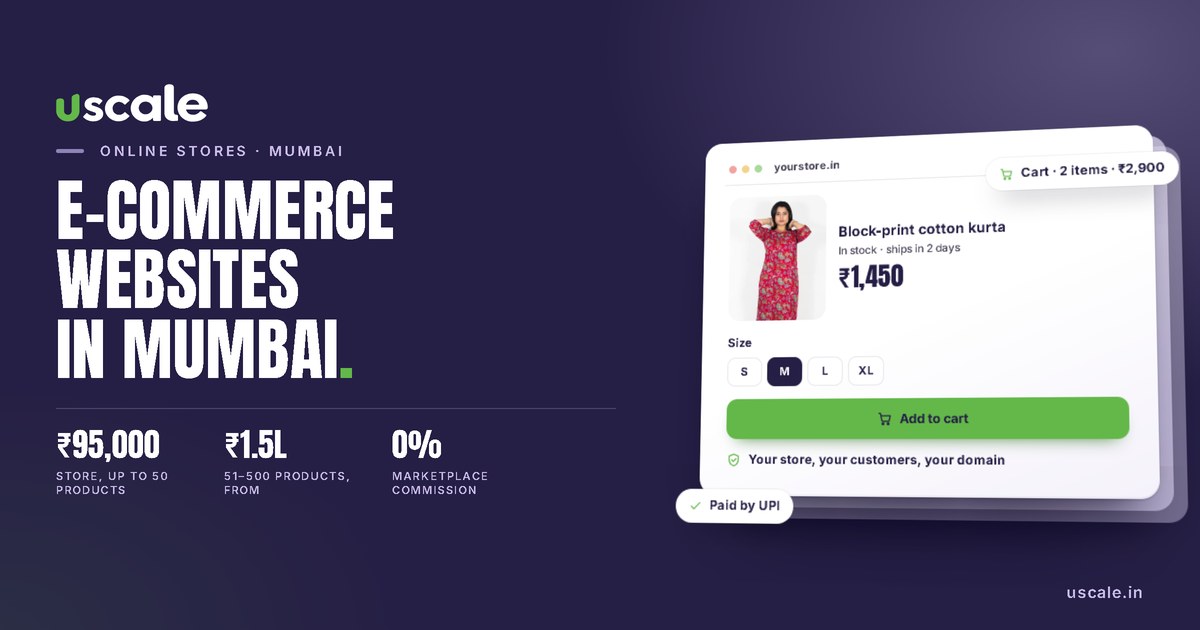 uscale
ONLINE STORES · MUMBAI
E-COMMERCE
WEBSITES
IN MUMBAI.
₹95,000
STORE, UP TO 50
PRODUCTS
₹1.5L
51–500 PRODUCTS,
FROM
0%
MARKETPLACE
COMMISSION
yourstore.in
Cart · 2 items · ₹2,900
Block-print cotton kurta
In stock · ships in 2 days
₹1,450
Size
S M L XL
Add to cart
Your store, your customers, your domain
Paid by UPI
uscale.in